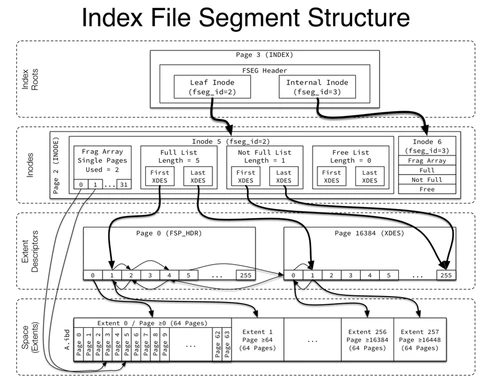 Index File Segment Structure
Index
Roots
Page 3 (INDEX)
FSEG Header
Leaf Inode
(fseg_id=2)
Internal Inode
(fseg_id=3)
Inodes
Page 2 (INODE)
Inode 5 (fseg_id=2)
Frag Array
Single Pages
Used = 2
0 1 ... 31
Full List
Length = 5
First
XDES
Last
XDES
Not Full List
Length = 1
First
XDES
Last
XDES
Free List
Length = 0
First
XDES
Last
XDES
Inode 6
(fseg_id=3)
Frag Array
Full
Not Full
Free
Extent
Descriptors
Page 0 (FSP_HDR)
0 1 2 3 4 5 ... 255
Page 16384 (XDES)
0 1 2 3 4 5 ... 255
Space
(Extents)
A.ibd
Extent 0 / Page ≥0 (64 Pages)
Page 0
Page 1
Page 2
Page 3
Page 4
Page 5
Page 6
Page 7
Page 8
Page 9
...
Page 62
Page 63
Extent 1
Page ≥64
(64 Pages)
...
Extent 256
Page ≥16384
(64 Pages)
Extent 257
Page ≥16448
(64 Pages)